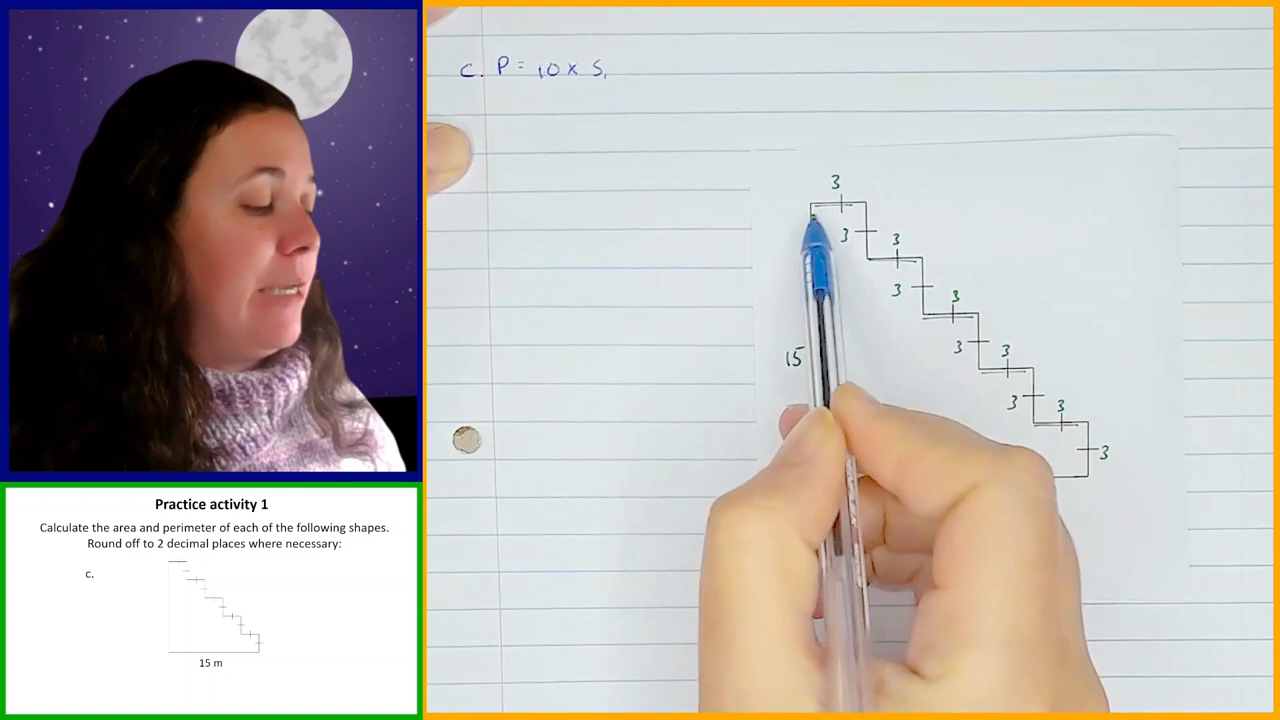 c. P = 10 x s,
3
3
3
3
3
3
3
3
3
3
15
Practice activity 1
Calculate the area and perimeter of each of the following shapes.
Round off to 2 decimal places where necessary:
c.
15 m